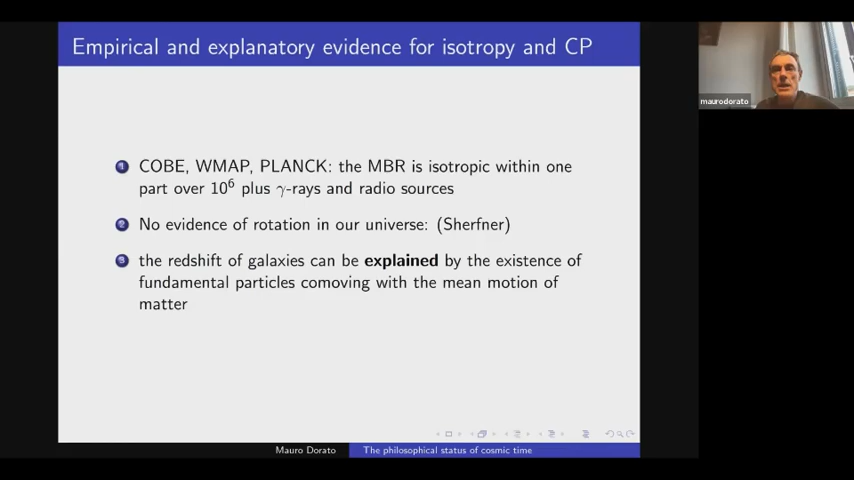 Empirical and explanatory evidence for isotropy and CP
maurodorato
1 COBE, WMAP, PLANCK: the MBR is isotropic within one
part over 10⁶ plus γ-rays and radio sources
2 No evidence of rotation in our universe: (Sherfner)
3 the redshift of galaxies can be explained by the existence of
fundamental particles comoving with the mean motion of
matter
Mauro Dorato
The philosophical status of cosmic time